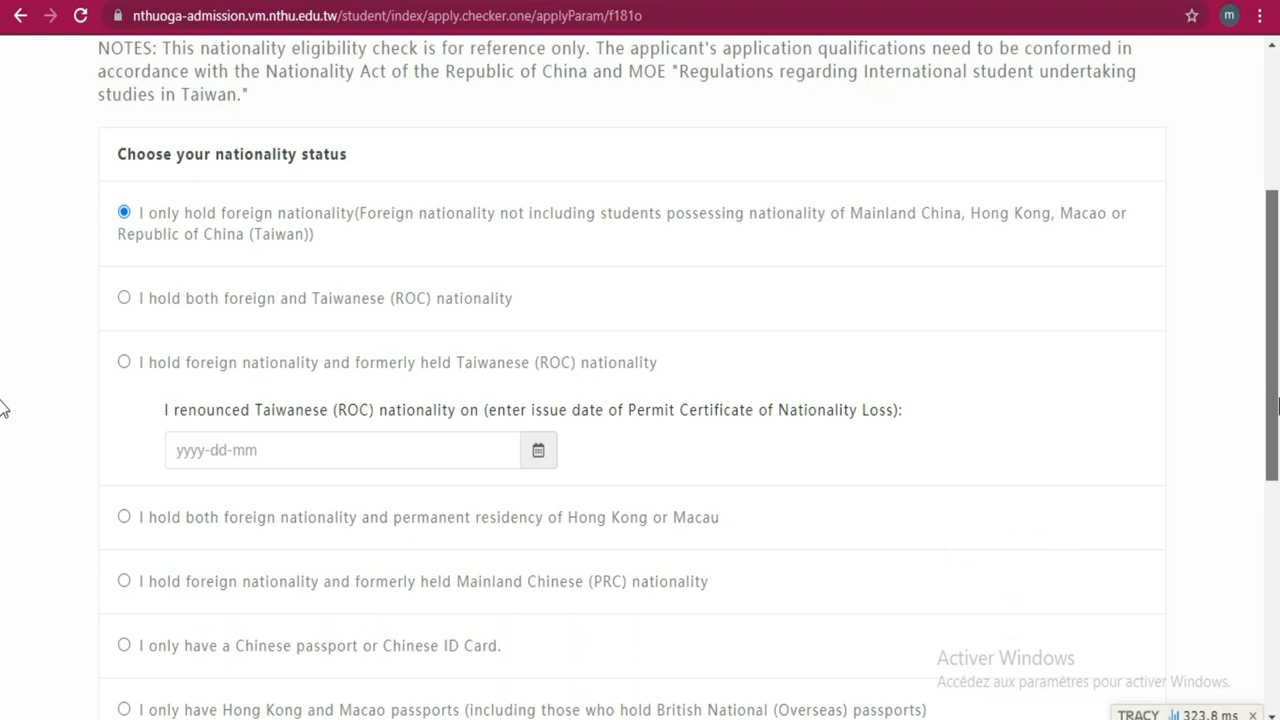 nthuoga-admission.vm.nthu.edu.tw/student/index/apply.checker.one/applyParam/f181o
m
NOTES: This nationality eligibility check is for reference only. The applicant's application qualifications need to be conformed in
accordance with the Nationality Act of the Republic of China and MOE "Regulations regarding International student undertaking
studies in Taiwan."
Choose your nationality status
I only hold foreign nationality(Foreign nationality not including students possessing nationality of Mainland China, Hong Kong, Macao or
Republic of China (Taiwan))
I hold both foreign and Taiwanese (ROC) nationality
I hold foreign nationality and formerly held Taiwanese (ROC) nationality
I renounced Taiwanese (ROC) nationality on (enter issue date of Permit Certificate of Nationality Loss):
yyyy-dd-mm
I hold both foreign nationality and permanent residency of Hong Kong or Macau
I hold foreign nationality and formerly held Mainland Chinese (PRC) nationality
I only have a Chinese passport or Chinese ID Card.
Activer Windows
Accédez aux paramètres pour activer Windows.
I only have Hong Kong and Macao passports (including those who hold British National (Overseas) passports)
TRACY 323.8 ms ×